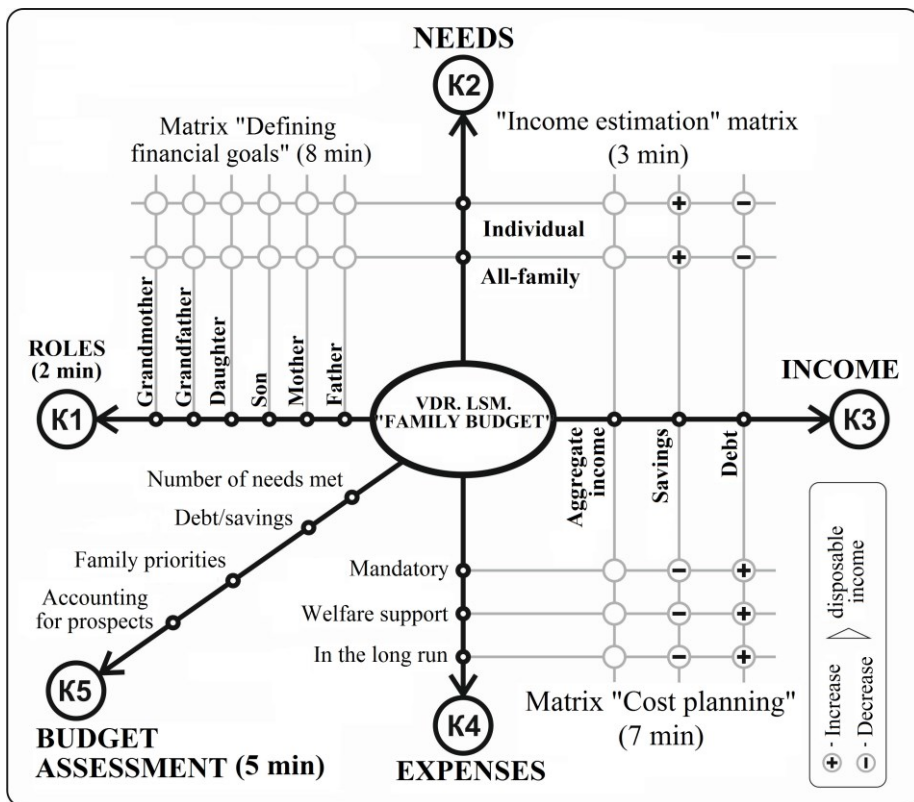 NEEDS
K2
Matrix "Defining
financial goals" (8 min)
"Income estimation" matrix
(3 min)
+
-
Individual
+
-
All-family
Grandmother
Grandfather
Daughter
Son
Mother
Father
ROLES
(2 min)
K1
VDR. LSM.
"FAMILY BUDGET"
INCOME
K3
Aggregate
income
Savings
Debt
Number of needs met
Debt/savings
Family priorities
Accounting
for prospects
K5
BUDGET
ASSESSMENT (5 min)
Mandatory
-
+
Welfare support
-
+
In the long run
-
+
K4
EXPENSES
Matrix "Cost planning"
(7 min)
+ - Increase
- - Decrease
disposable
income